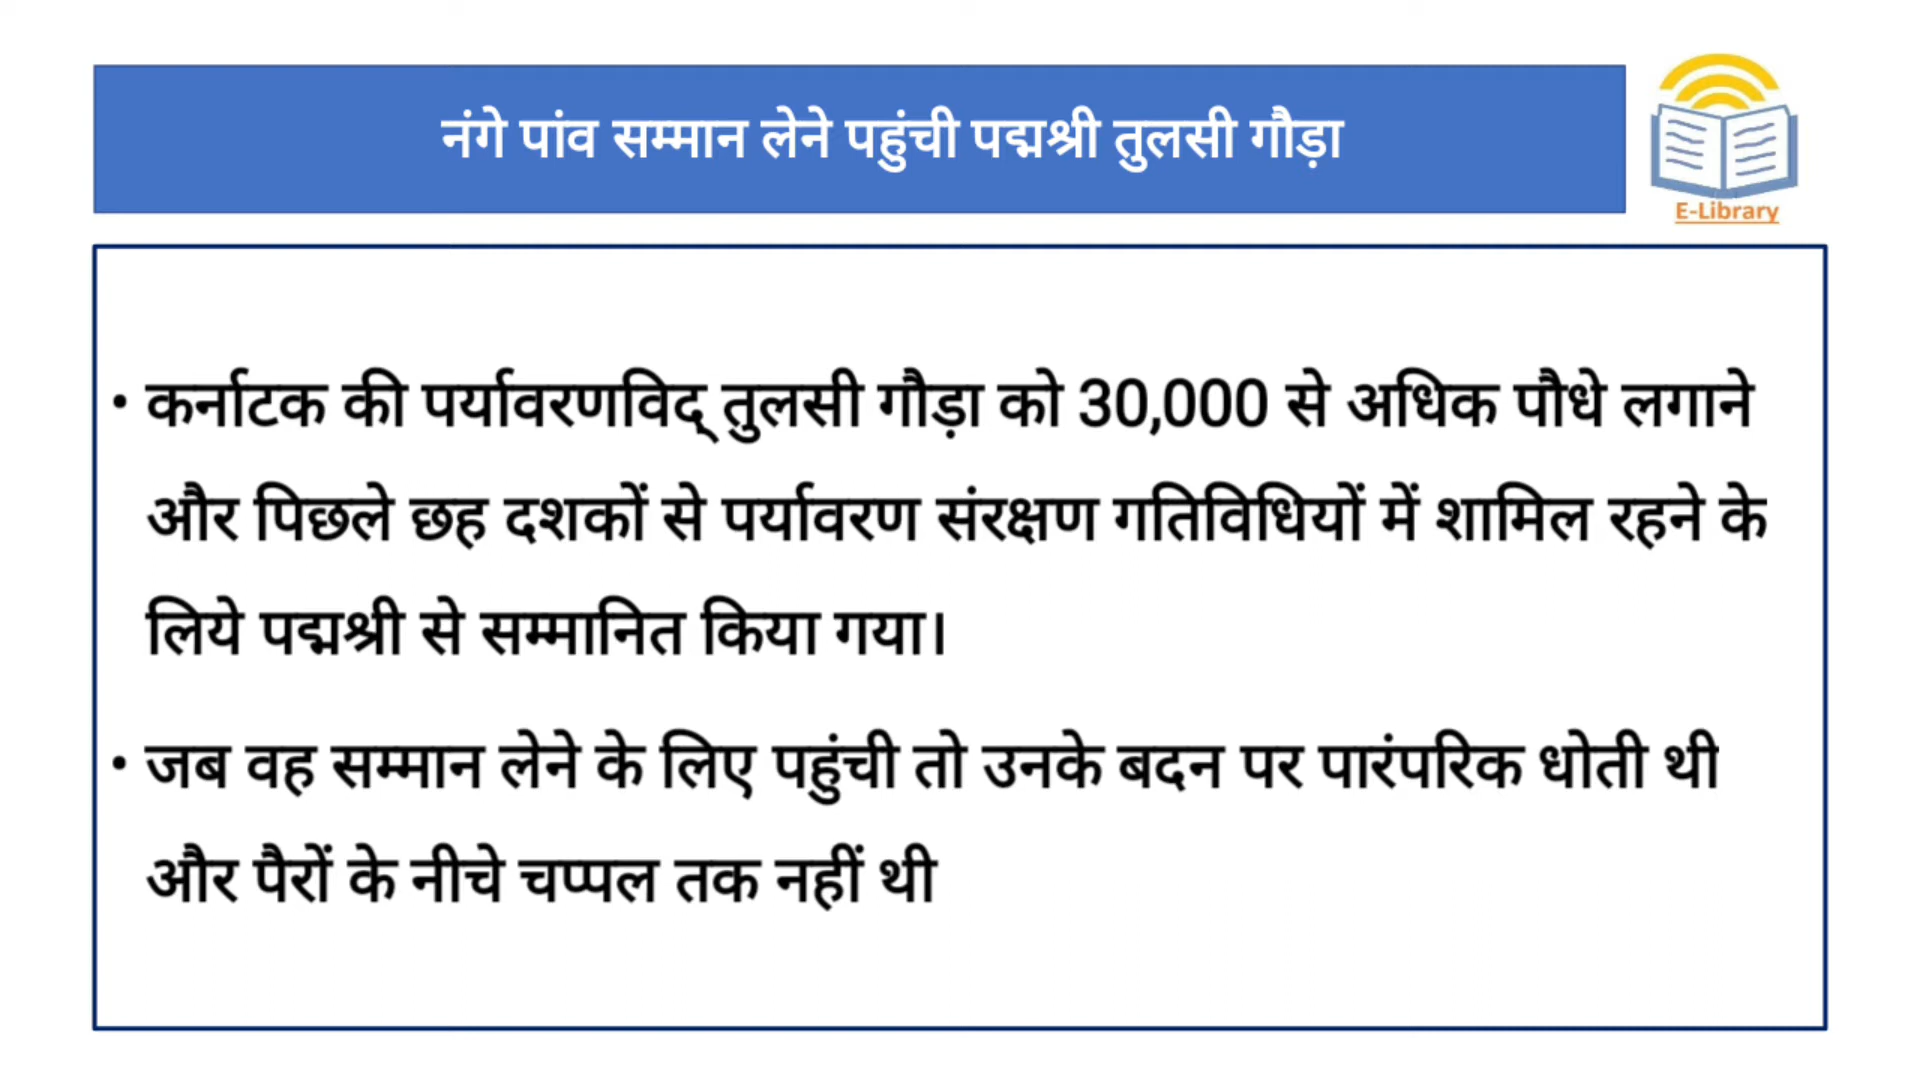 नंगे पांव सम्मान लेने पहुंची पद्मश्री तुलसी गौड़ा
E-Library
• कर्नाटक की पर्यावरणविद् तुलसी गौड़ा को 30,000 से अधिक पौधे लगाने
और पिछले छह दशकों से पर्यावरण संरक्षण गतिविधियों में शामिल रहने के
लिये पद्मश्री से सम्मानित किया गया।
• जब वह सम्मान लेने के लिए पहुंची तो उनके बदन पर पारंपरिक धोती थी
और पैरों के नीचे चप्पल तक नहीं थी